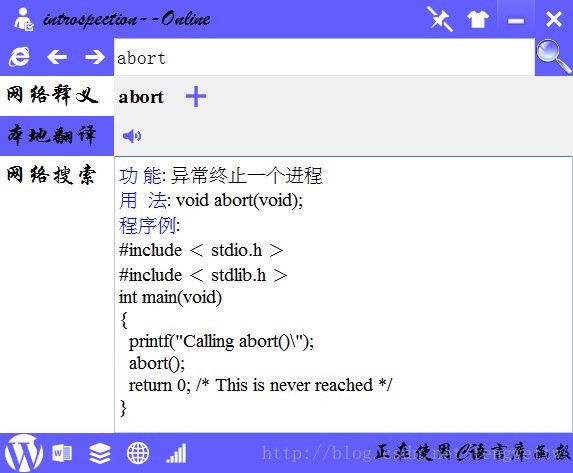 introspection--Online
abort
网络释义
abort
本地翻译
网络搜索
功 能: 异常终止一个进程
用 法: void abort(void);
程序例:
#include < stdio.h >
#include < stdlib.h >
int main(void)
{
printf("Calling abort()\");
abort();
return 0; /* This is never reached */
}
正在使用C语言库函数